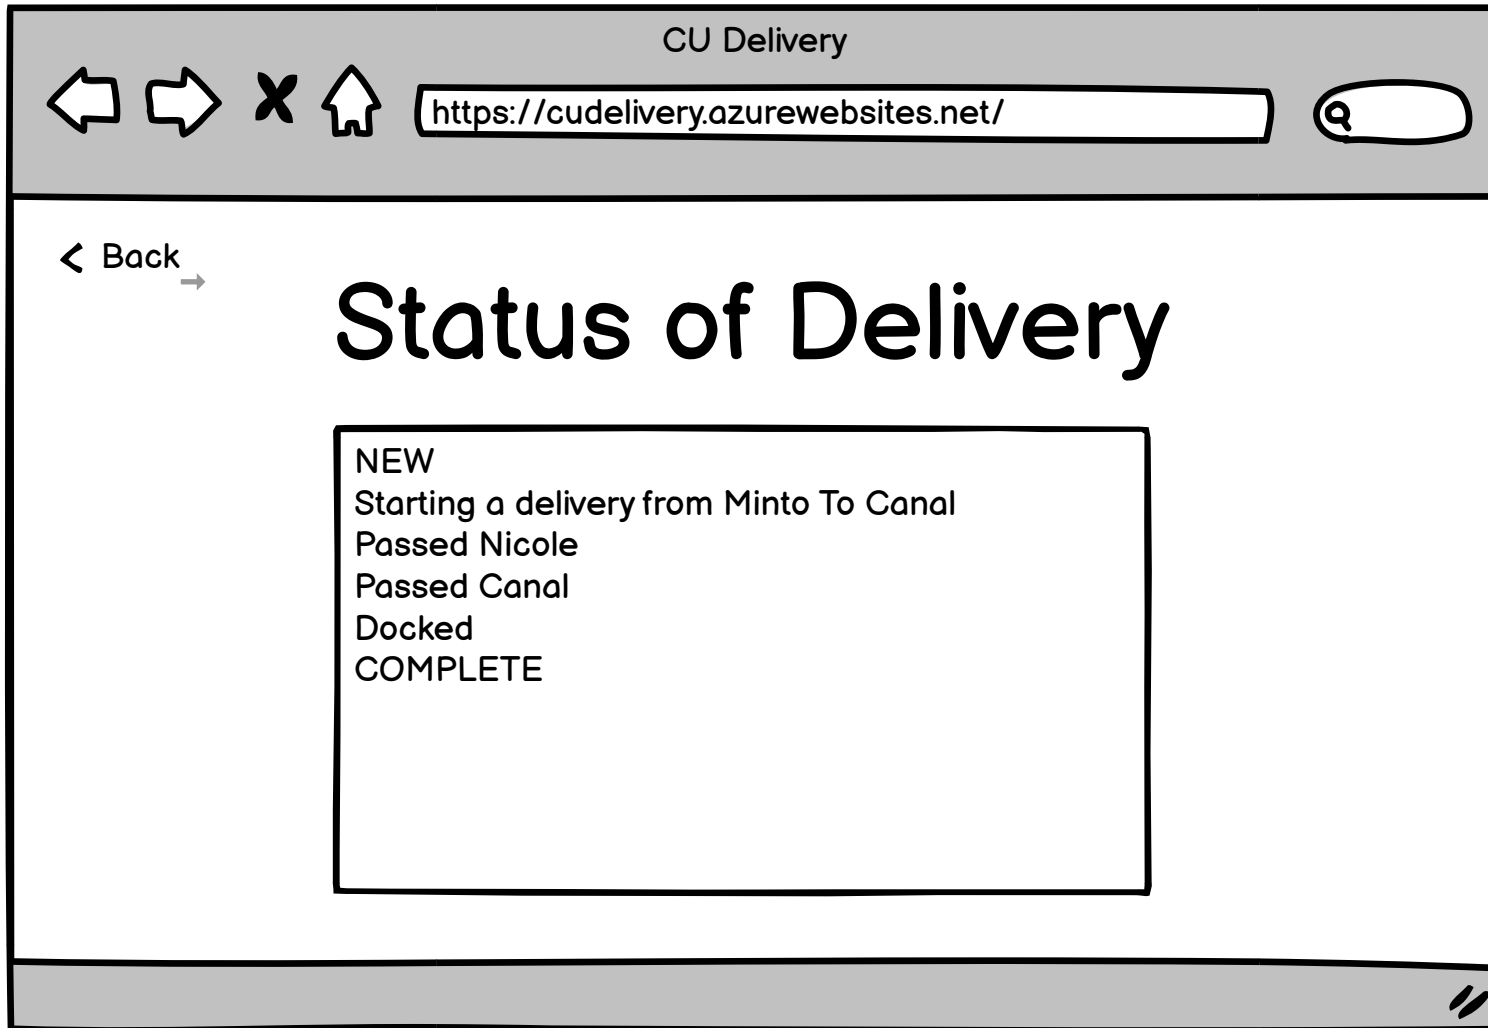 CU Delivery
https://cudelivery.azurewebsites.net/
Back
Status of Delivery
NEW
Starting a delivery from Minto To Canal
Passed Nicole
Passed Canal
Docked
COMPLETE